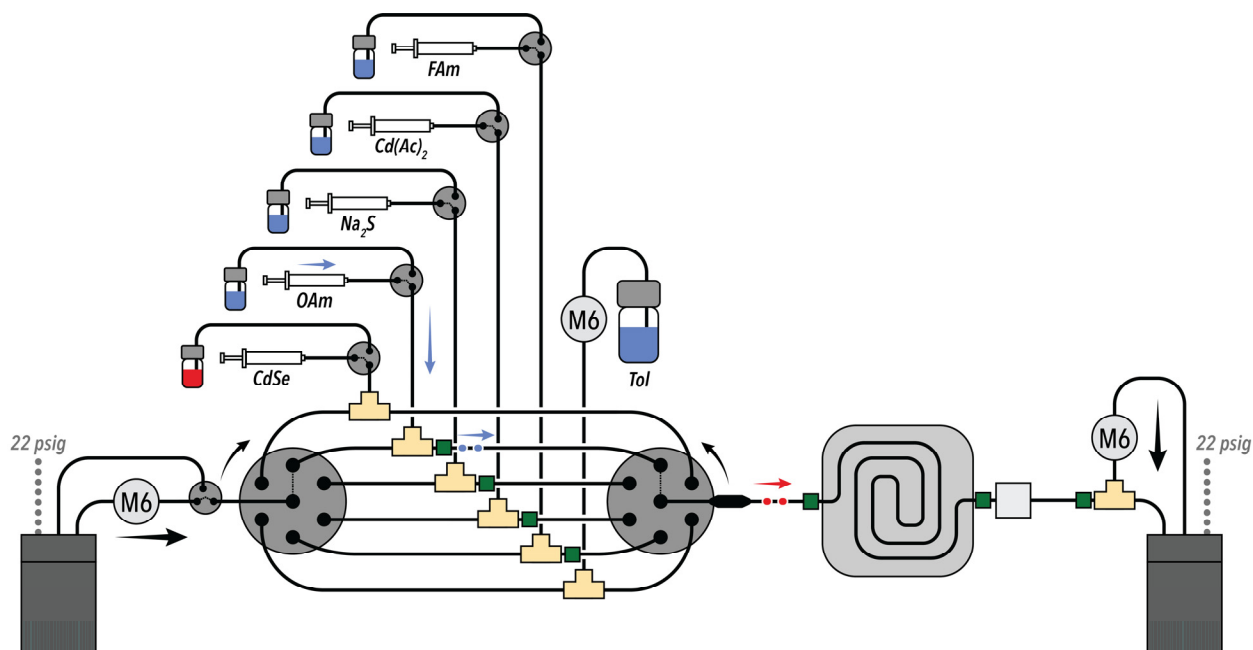 FAm
Cd(Ac)₂
Na₂S
OAm
CdSe
M6
Tol
22 psig
M6
M6
22 psig